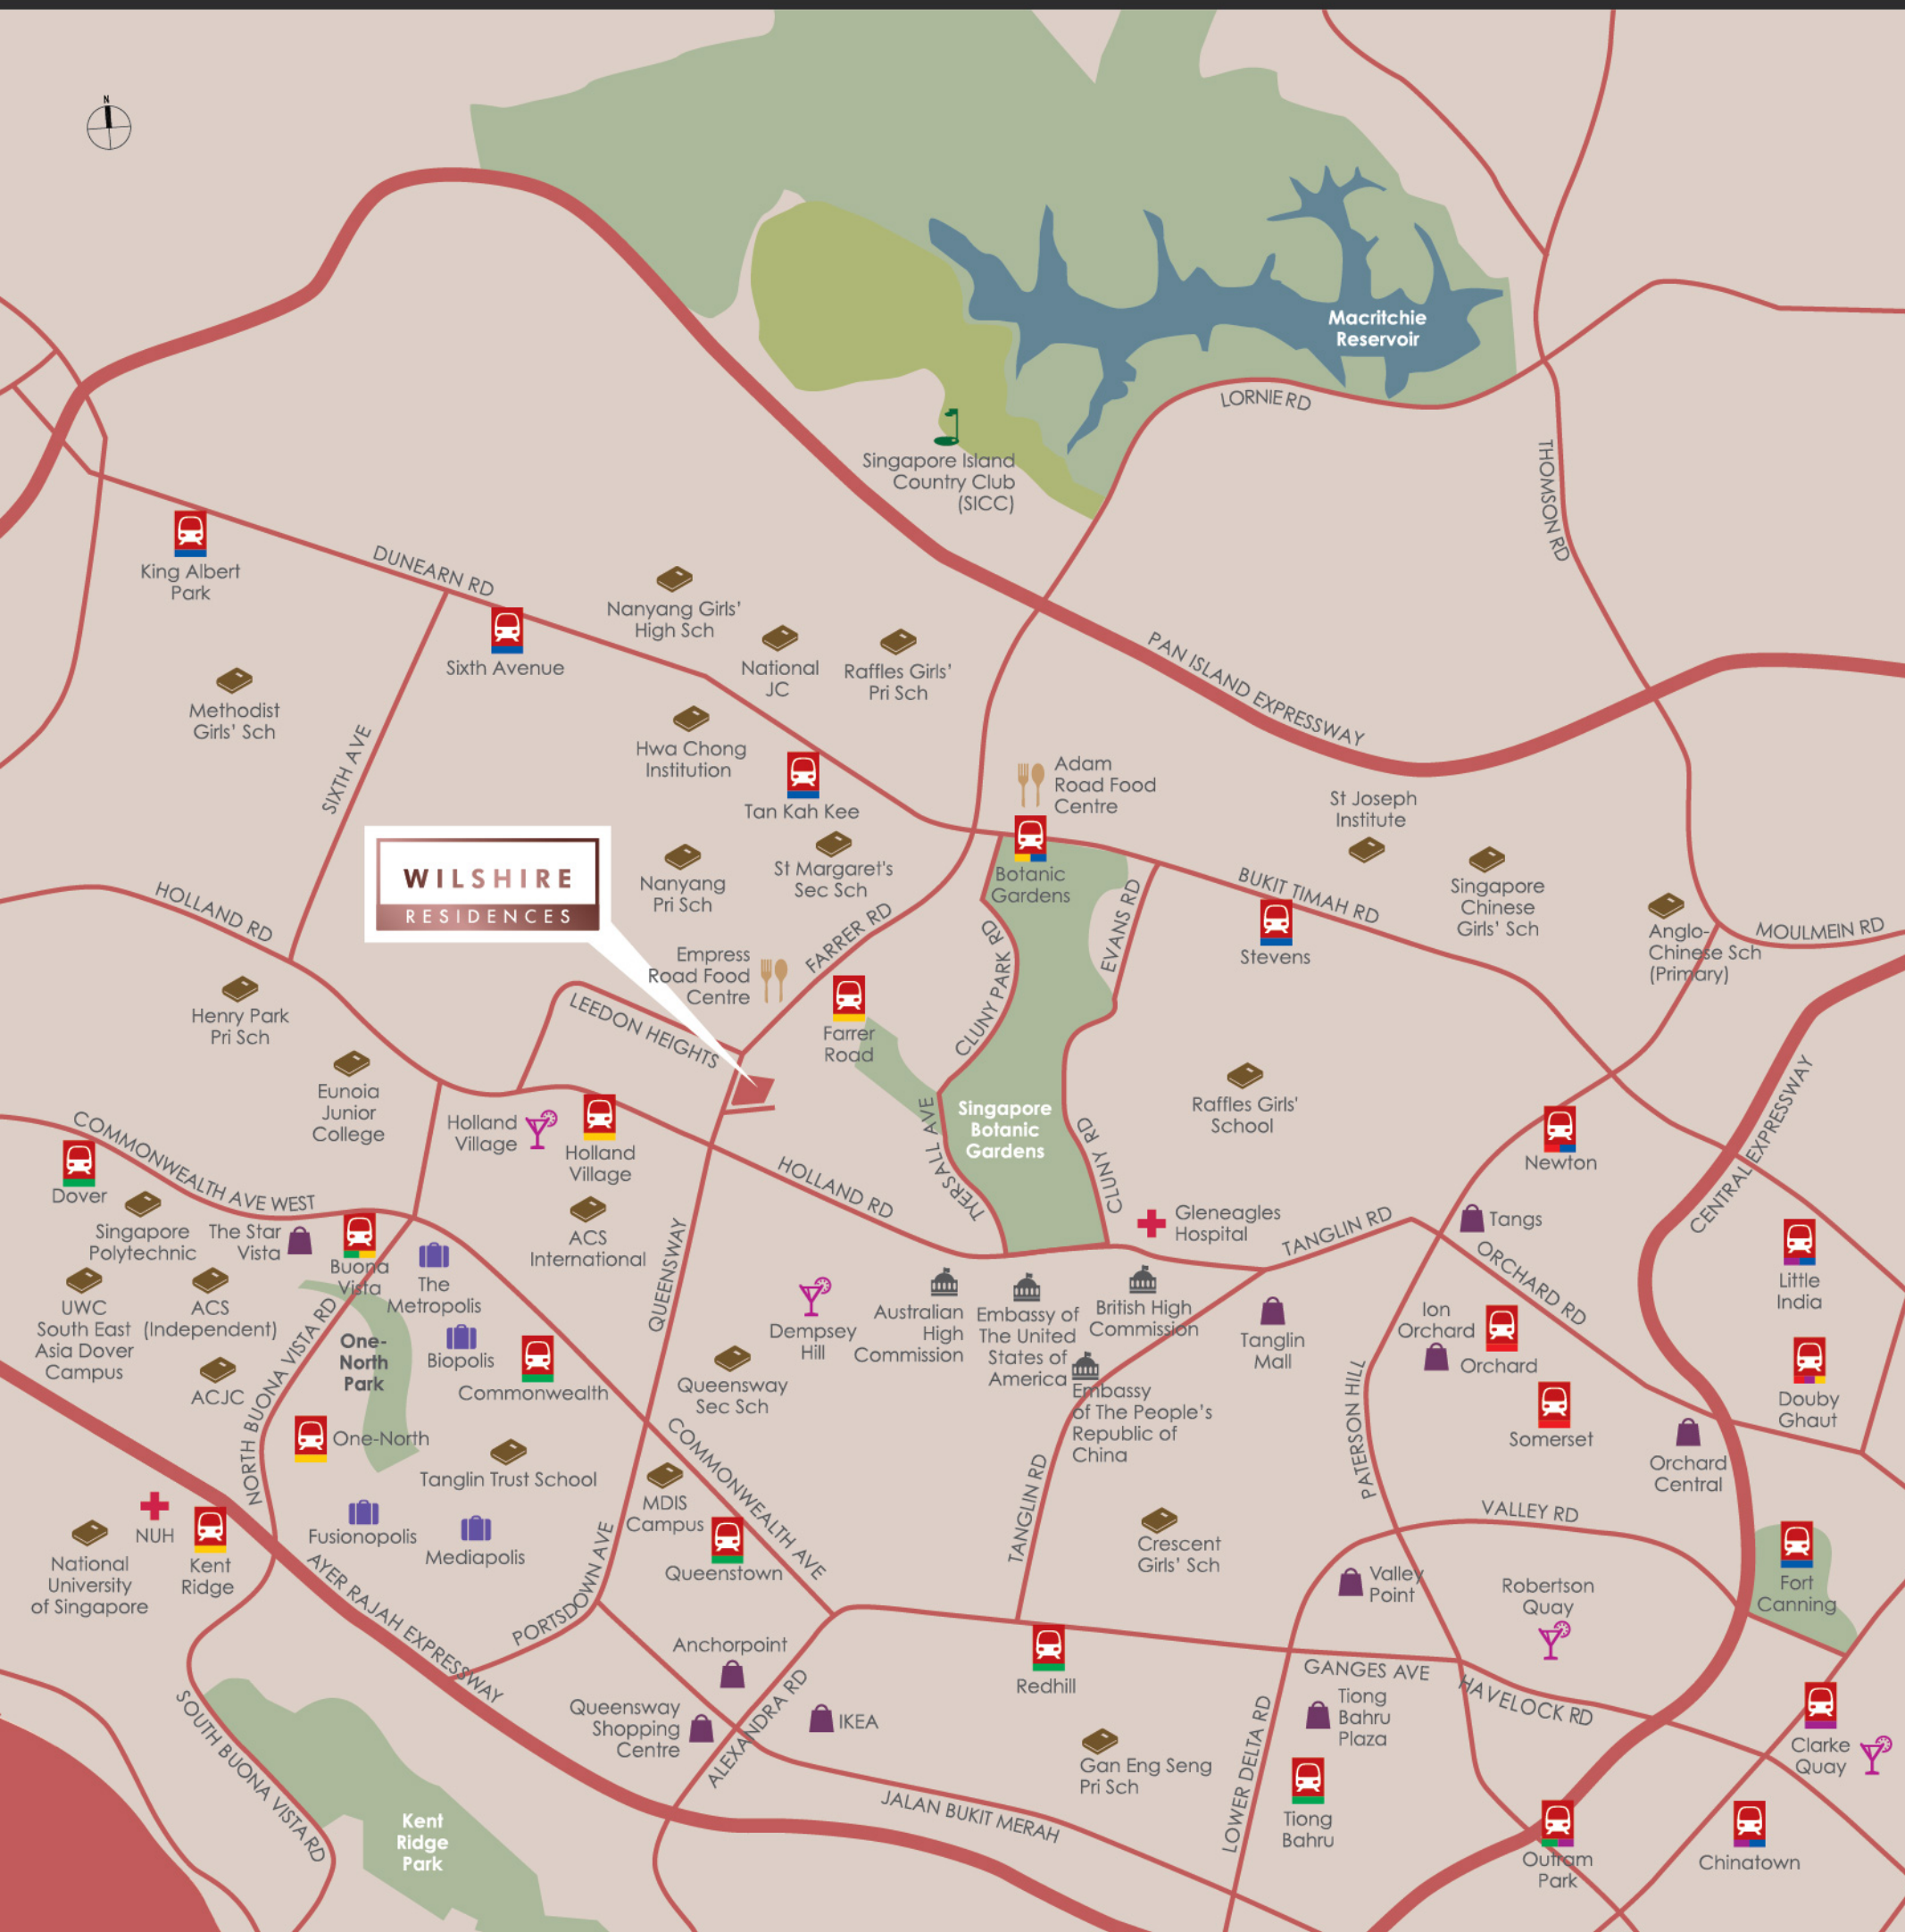 N
Macritchie
Reservoir
LORNIE RD
THOMSON RD
Singapore Island
Country Club
(SICC)
King Albert
Park
DUNEARN RD
Sixth Avenue
Nanyang Girls'
High Sch
National
JC
Raffles Girls'
Pri Sch
PAN ISLAND EXPRESSWAY
Methodist
Girls' Sch
SIXTH AVE
Hwa Chong
Institution
Tan Kah Kee
Adam
Road Food
Centre
St Joseph
Institute
WILSHIRE
RESIDENCES
Nanyang
Pri Sch
St Margaret's
Sec Sch
Botanic
Gardens
BUKIT TIMAH RD
Singapore
Chinese
Girls' Sch
Anglo-
Chinese Sch
(Primary)
MOULMEIN RD
HOLLAND RD
FARRER RD
CLUNY PARK RD
EVANS RD
Stevens
Empress
Road Food
Centre
Henry Park
Pri Sch
LEEDON HEIGHTS
Farrer
Road
Eunoia
Junior
College
Holland
Village
Holland
Village
TYERSALL AVE
Singapore
Botanic
Gardens
CLUNY RD
Raffles Girls'
School
Newton
CENTRAL EXPRESSWAY
COMMONWEALTH AVE WEST
Dover
Singapore
Polytechnic
The Star
Vista
Buona
Vista
The
Metropolis
ACS
International
HOLLAND RD
Gleneagles
Hospital
TANGLIN RD
Tangs
ORCHARD RD
Little
India
UWC
South East
Asia Dover
Campus
ACS
(Independent)
ACJC
NORTH BUONA VISTA RD
One-
North
Park
Biopolis
Commonwealth
QUEENSWAY
Queensway
Sec Sch
Dempsey
Hill
Australian
High
Commission
Embassy of
The United
States of
America
British High
Commission
Embassy
of The People's
Republic of
China
Tanglin
Mall
Ion
Orchard
Orchard
PATERSON HILL
Somerset
Orchard
Central
Douby
Ghaut
One-North
Tanglin Trust School
COMMONWEALTH AVE
TANGLIN RD
NUH
National
University
of Singapore
Kent
Ridge
Fusionopolis
Mediapolis
MDIS
Campus
Queenstown
Crescent
Girls' Sch
VALLEY RD
Valley
Point
Robertson
Quay
Fort
Canning
AYER RAJAH EXPRESSWAY
PORTSDOWN AVE
Anchorpoint
Queensway
Shopping
Centre
ALEXANDRA RD
IKEA
Redhill
GANGES AVE
HAVELOCK RD
Tiong
Bahru
Plaza
LOWER DELTA RD
Clarke
Quay
SOUTH BUONA VISTA RD
Gan Eng Seng
Pri Sch
JALAN BUKIT MERAH
Tiong
Bahru
Kent
Ridge
Park
Outram
Park
Chinatown